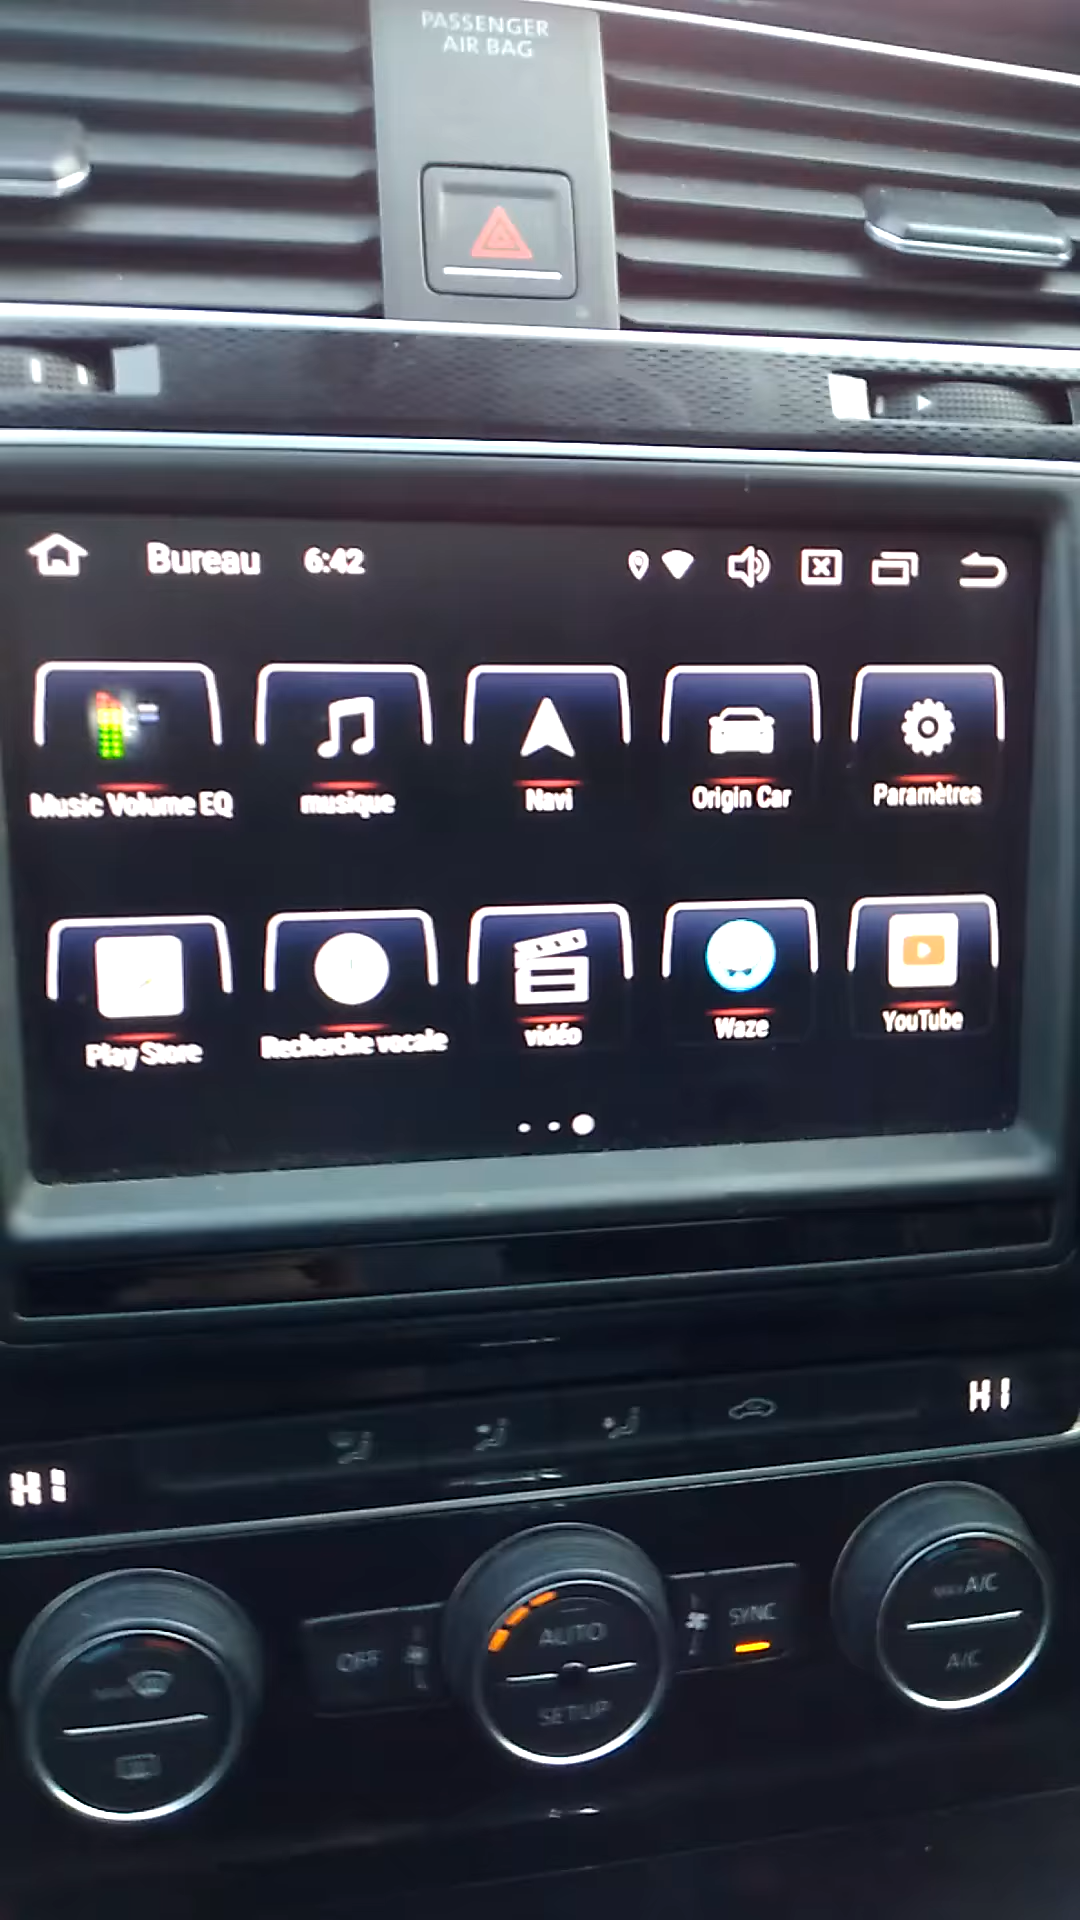 PASSENGER
AIR BAG
Bureau 6:42
Music Volume EQ musique Navi Origin Car Paramètres
Play Store Recherche vocale vidéo Waze YouTube
HI
HI
OFF AUTO SYNC A/C
SETUP A/C